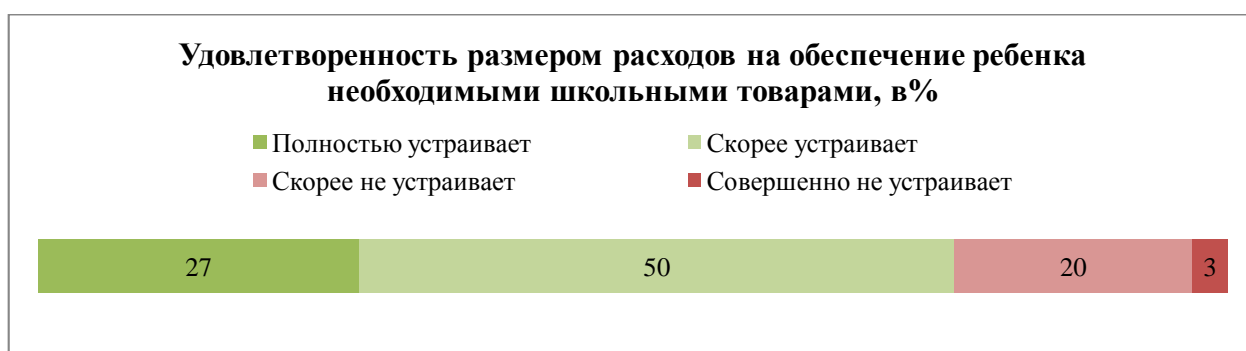 Удовлетворенность размером расходов на обеспечение ребенка
необходимыми школьными товарами, в%
Полностью устраивает
Скорее устраивает
Скорее не устраивает
Совершенно не устраивает
27
50
20
3